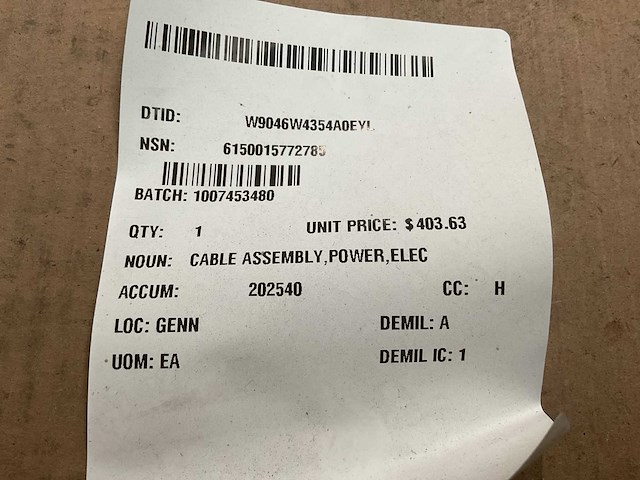 DTID: W9046W4354A0EYL
NSN: 6150015772785
BATCH: 1007453480
QTY: 1 UNIT PRICE: $403.63
NOUN: CABLE ASSEMBLY,POWER,ELEC
ACCUM: 202540 CC: H
LOC: GENN DEMIL: A
UOM: EA DEMIL IC: 1